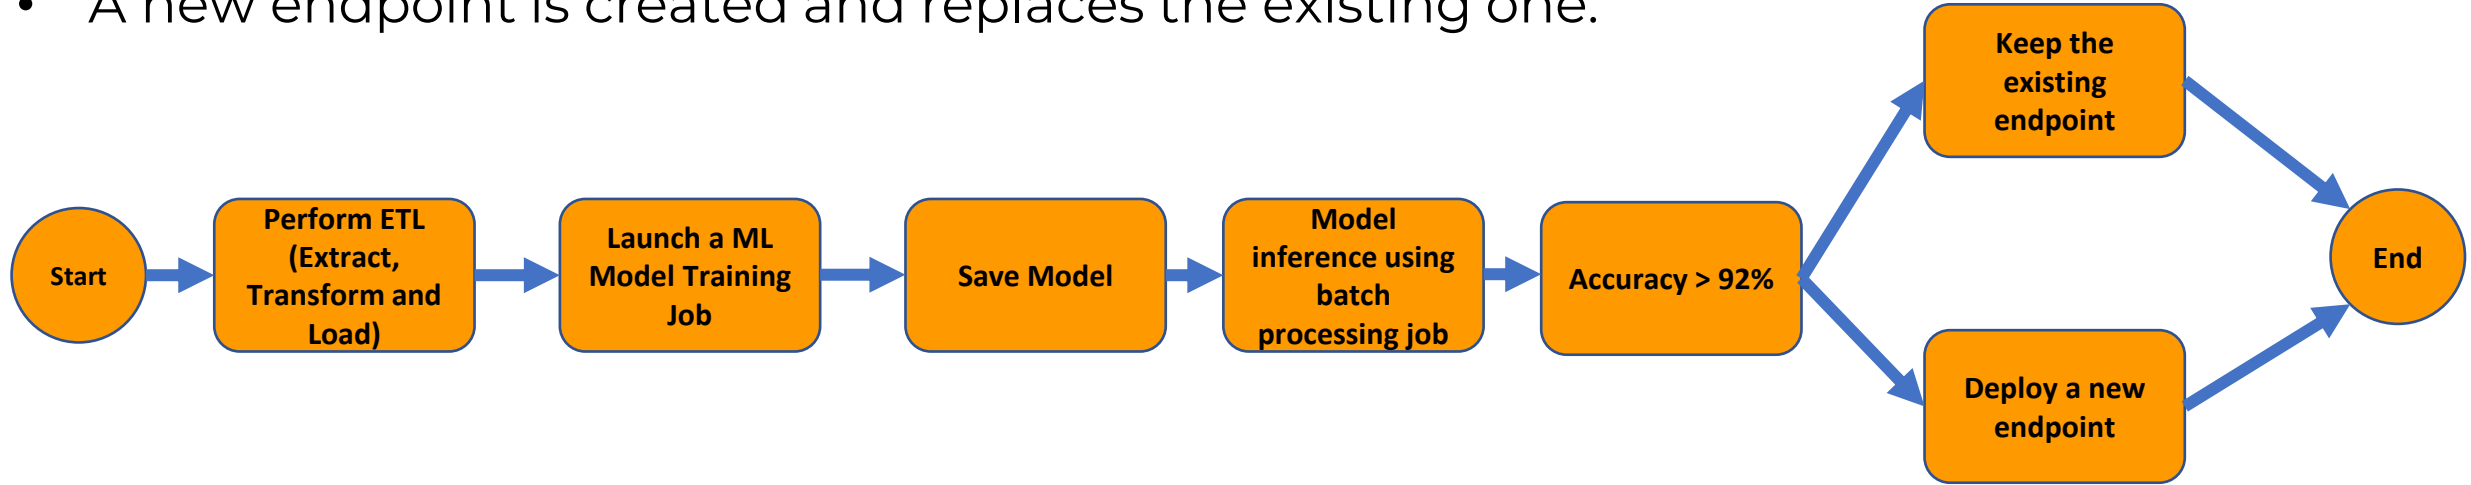 • A new endpoint is created and replaces the existing one.
Start
Perform ETL
(Extract,
Transform and
Load)
Launch a ML
Model Training
Job
Save Model
Model
inference using
batch
processing job
Accuracy > 92%
Keep the
existing
endpoint
Deploy a new
endpoint
End